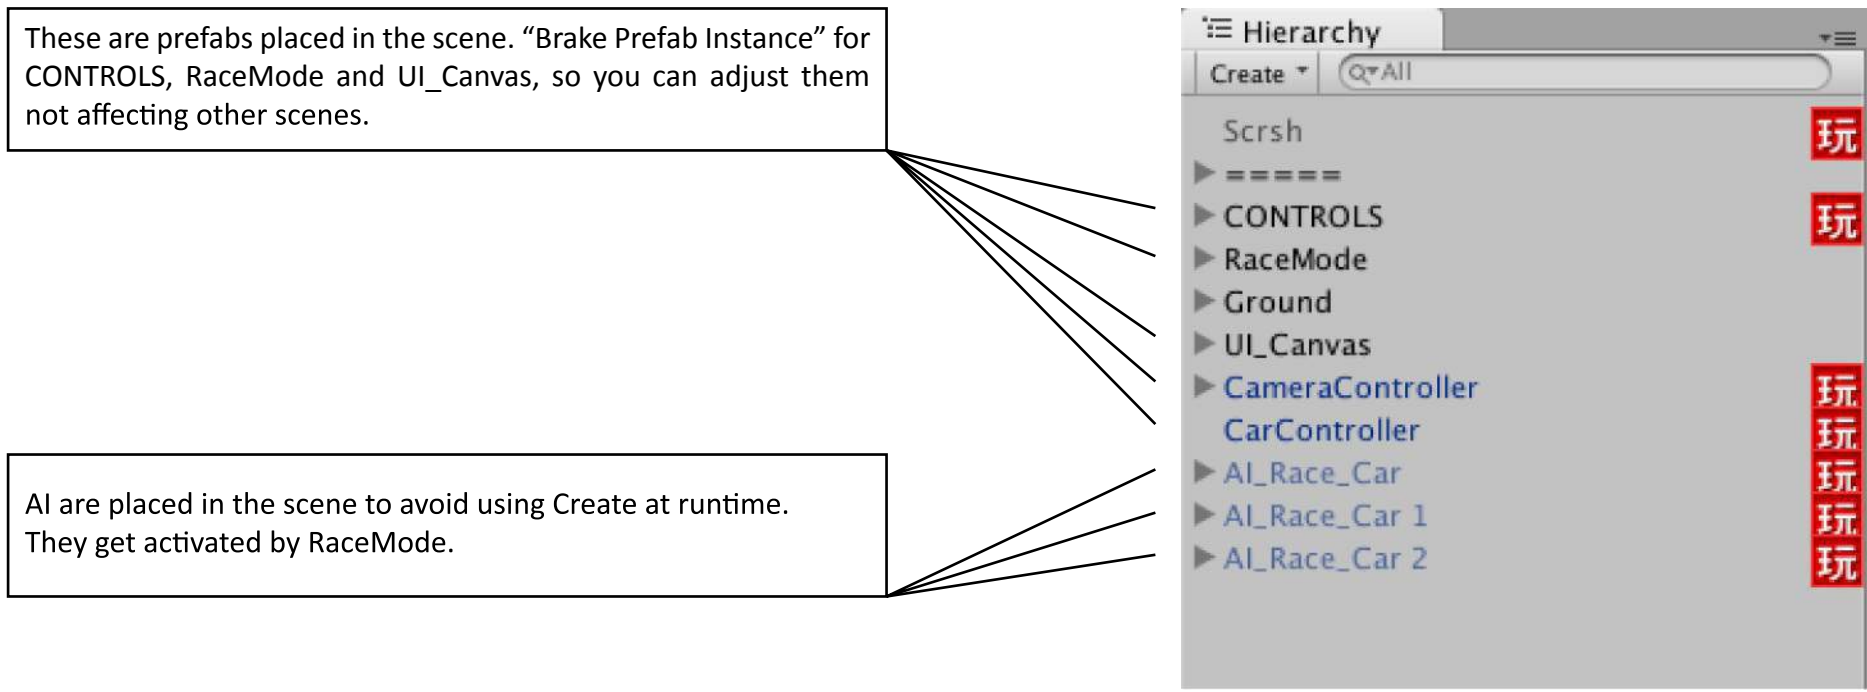 These are prefabs placed in the scene. “Brake Prefab Instance” for
CONTROLS, RaceMode and UI_Canvas, so you can adjust them
not affecting other scenes.
AI are placed in the scene to avoid using Create at runtime.
They get activated by RaceMode.
Hierarchy
Create
All
Scrsh 玩
=====
CONTROLS 玩
RaceMode
Ground
UI_Canvas
CameraController 玩
CarController 玩
AI_Race_Car 玩
AI_Race_Car 1 玩
AI_Race_Car 2 玩